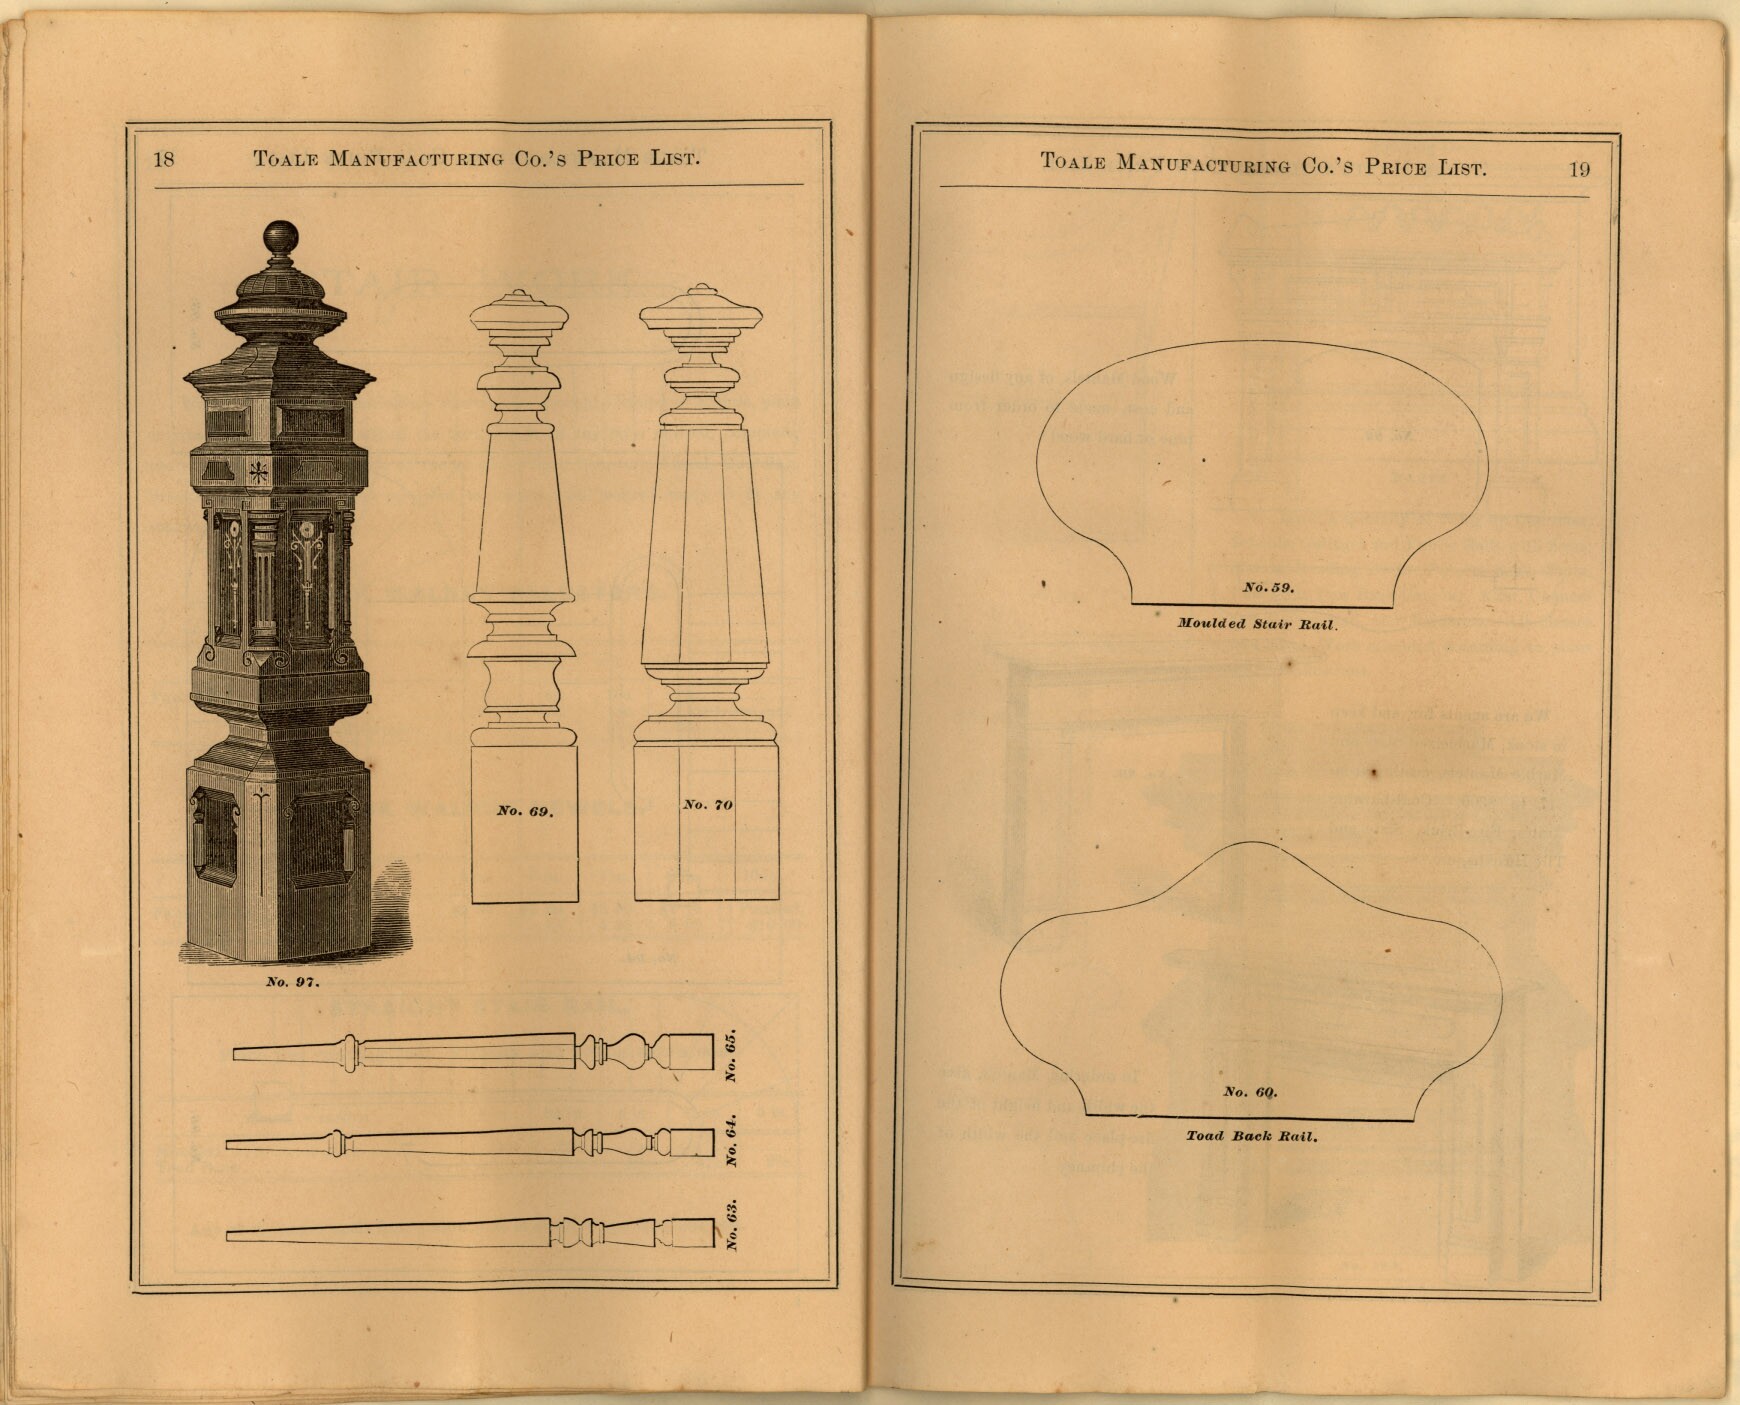 18 TOALE MANUFACTURING CO.'S PRICE LIST.
No. 69.
No. 70
No. 97.
No. 65.
No. 64.
No. 63.
TOALE MANUFACTURING CO.'S PRICE LIST. 19
No. 59.
Moulded Stair Rail.
No. 60.
Toad Back Rail.